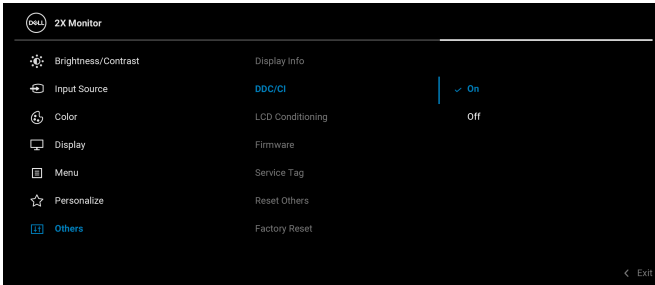 DELL 2X Monitor
Brightness/Contrast Display Info
Input Source DDC/CI On
Color LCD Conditioning Off
Display Firmware
Menu Service Tag
Personalize Reset Others
Others Factory Reset
Exit